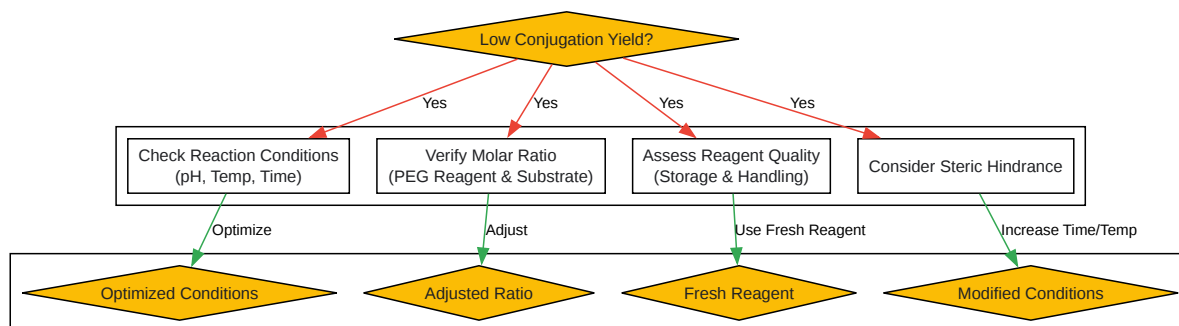 Low Conjugation Yield?
Yes
Yes
Yes
Yes
Check Reaction Conditions
(pH, Temp, Time)
Verify Molar Ratio
(PEG Reagent & Substrate)
Assess Reagent Quality
(Storage & Handling)
Consider Steric Hindrance
Optimize
Adjust
Use Fresh Reagent
Increase Time/Temp
Optimized Conditions
Adjusted Ratio
Fresh Reagent
Modified Conditions